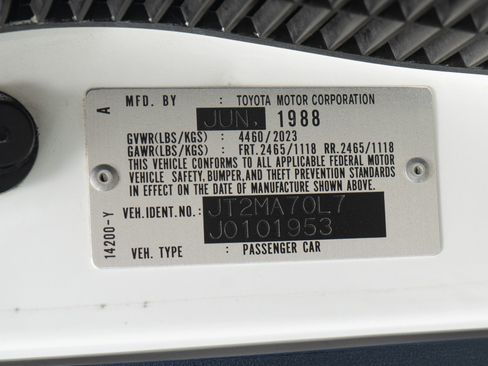 A MFD. BY : TOYOTA MOTOR CORPORATION
JUN. 1988
GVWR(LBS/KGS) : 4460/2023
GAWR(LBS/KGS) : FRT. 2465/1118 RR. 2465/1118
THIS VEHICLE CONFORMS TO ALL APPLICABLE FEDERAL MOTOR
VEHICLE SAFETY, BUMPER, AND THEFT PREVENTION STANDARDS
IN EFFECT ON THE DATE OF MANUFACTURE SHOWN ABOVE.
VEH. IDENT. NO. : JT2MA70L7
J0101953
VEH. TYPE : PASSENGER CAR
14200-Y